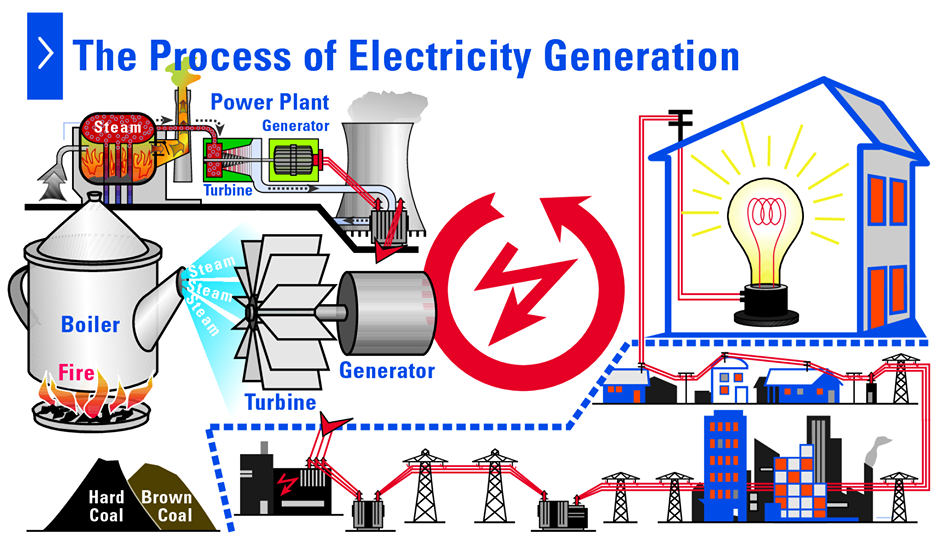 The Process of Electricity Generation
Power Plant
Generator
Steam
Turbine
Steam
Steam
Steam
Boiler
Fire
Generator
Turbine
Hard
Coal
Brown
Coal